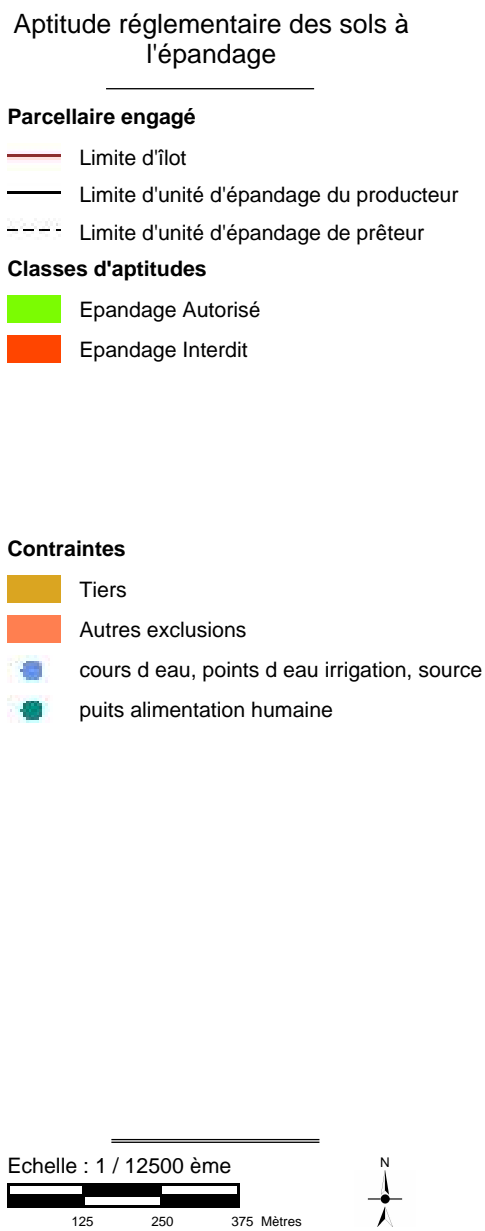 Aptitude réglementaire des sols à
l'épandage
Parcellaire engagé
Limite d'îlot
Limite d'unité d'épandage du producteur
Limite d'unité d'épandage de prêteur
Classes d'aptitudes
Epandage Autorisé
Epandage Interdit
Contraintes
Tiers
Autres exclusions
cours d eau, points d eau irrigation, source
puits alimentation humaine
Echelle : 1 / 12500 ème
N
125 250 375 Mètres